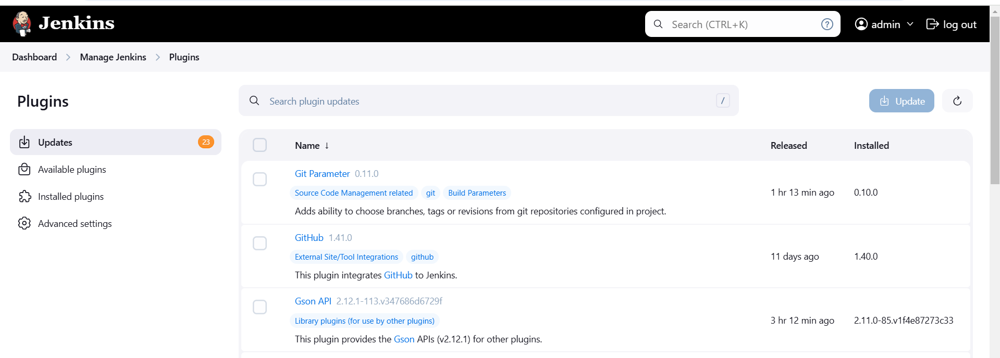 Jenkins
Search (CTRL+K)
?
admin
log out
Dashboard
Manage Jenkins
Plugins
Plugins
Search plugin updates
/
Update
Updates
23
Available plugins
Installed plugins
Advanced settings
Name ↓
Released
Installed
Git Parameter 0.11.0
Source Code Management related
git
Build Parameters
Adds ability to choose branches, tags or revisions from git repositories configured in project.
1 hr 13 min ago
0.10.0
GitHub 1.41.0
External Site/Tool Integrations
github
This plugin integrates GitHub to Jenkins.
11 days ago
1.40.0
Gson API 2.12.1-113.v347686d6729f
Library plugins (for use by other plugins)
This plugin provides the Gson APIs (v2.12.1) for other plugins.
3 hr 12 min ago
2.11.0-85.v1f4e87273c33